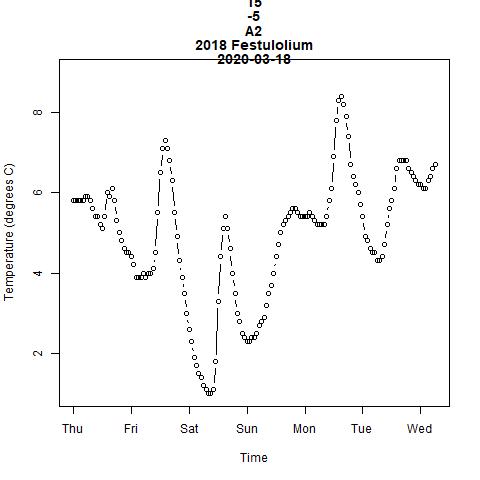 15
-5
A2
2018 Festulolium
2020-03-18
Temperature (degrees C)
8
6
4
2
Thu Fri Sat Sun Mon Tue Wed
Time